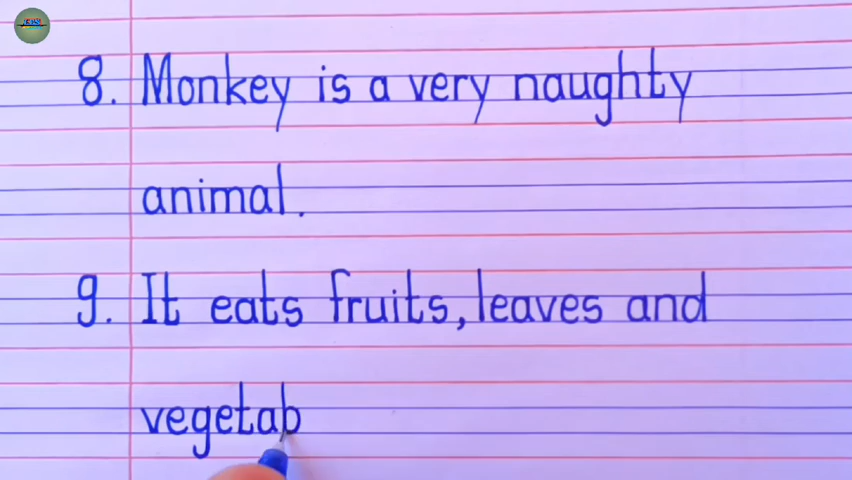 8. Monkey is a very naughty
animal.
9. It eats fruits, leaves and
vegetab